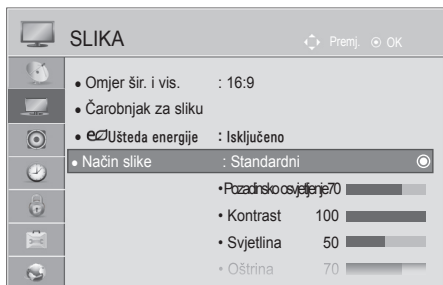 SLIKA
Premj. OK
• Omjer šir. i vis. : 16:9
• Čarobnjak za sliku
• Ušteda energije : Isključeno
• Način slike : Standardni
• Pozadinsko osvjetljenje 70
• Kontrast 100
• Svjetlina 50
• Oštrina 70